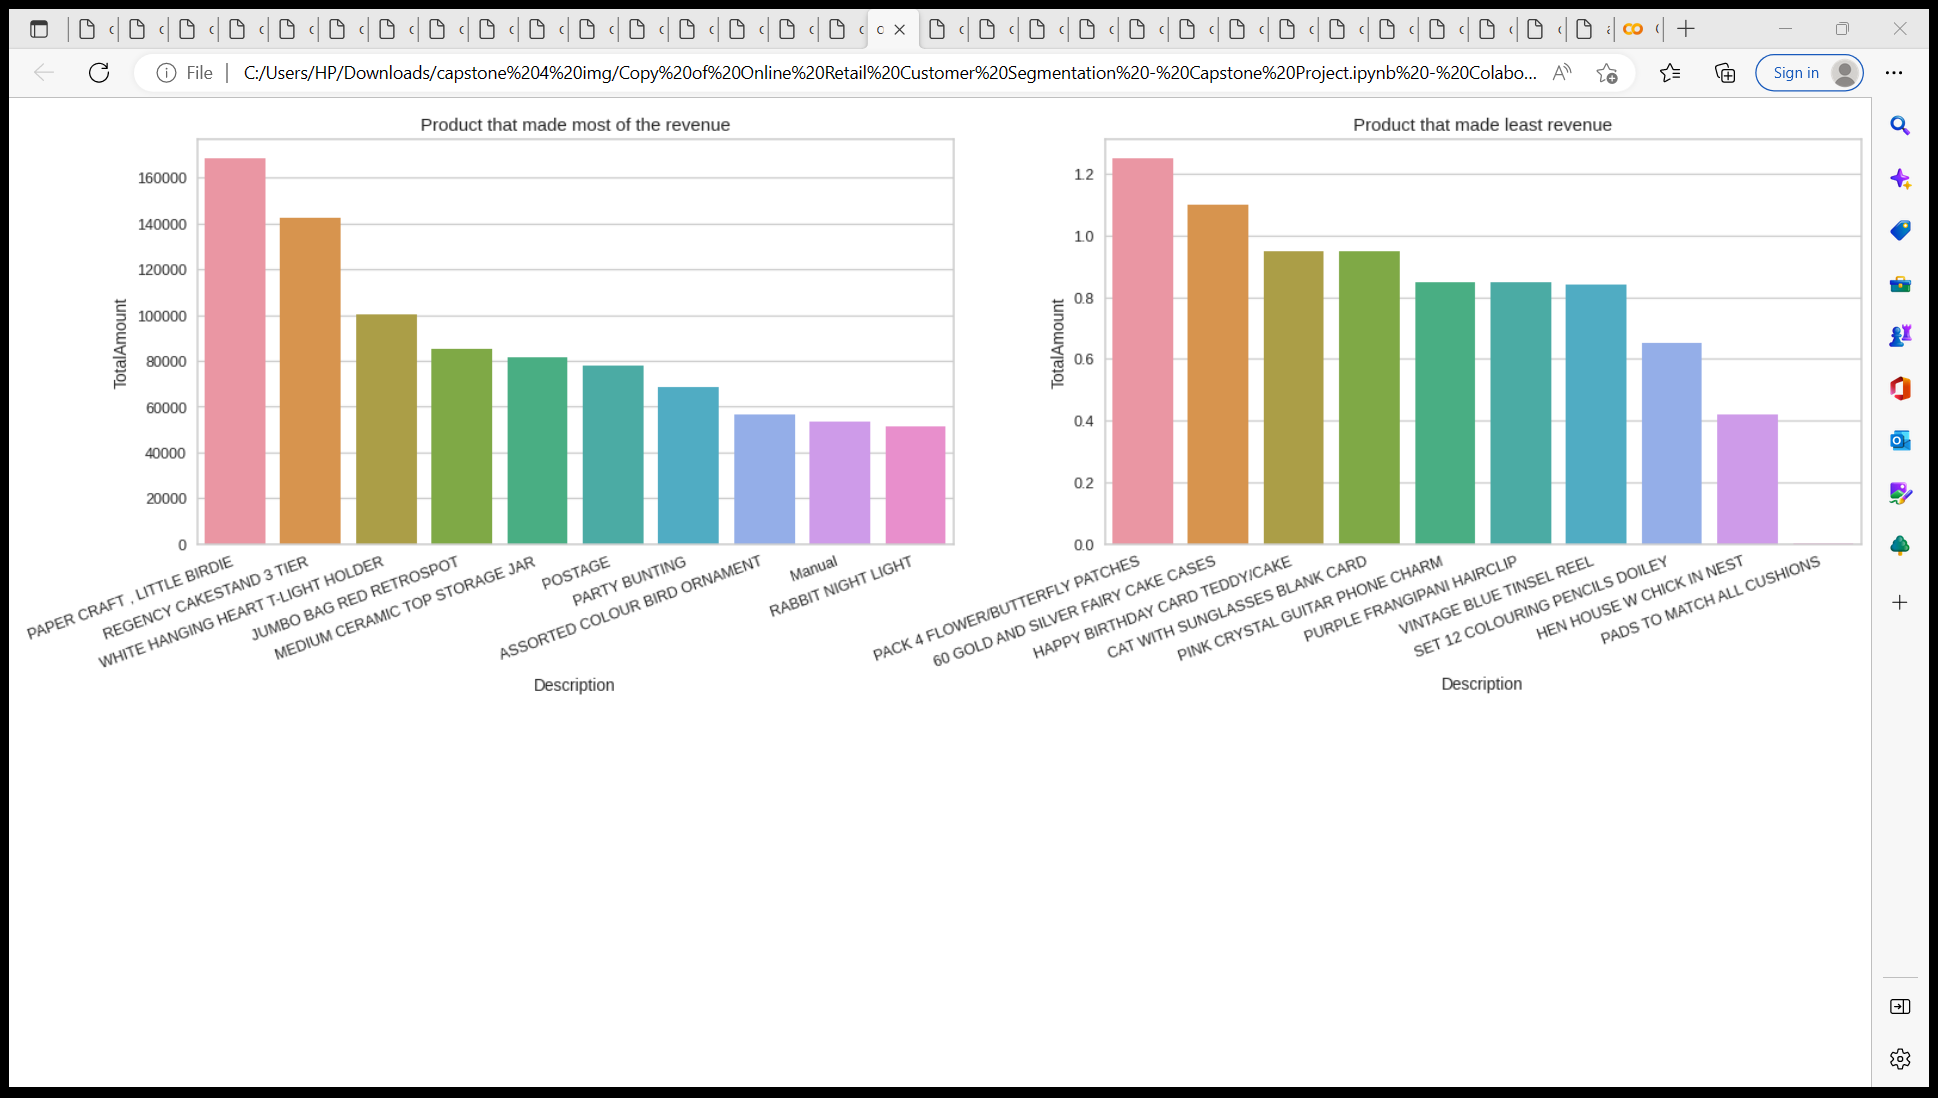 File
C:/Users/HP/Downloads/capstone%204%20img/Copy%20of%20Online%20Retail%20Customer%20Segmentation%20-%20Capstone%20Project.ipynb%20-%20Colabo...
Sign in
Product that made most of the revenue
160000
140000
120000
100000
80000
60000
40000
20000
0
TotalAmount
PAPER CRAFT , LITTLE BIRDIE
REGENCY CAKESTAND 3 TIER
WHITE HANGING HEART T-LIGHT HOLDER
JUMBO BAG RED RETROSPOT
MEDIUM CERAMIC TOP STORAGE JAR
POSTAGE
PARTY BUNTING
ASSORTED COLOUR BIRD ORNAMENT
Manual
RABBIT NIGHT LIGHT
Description
Product that made least revenue
1.2
1.0
0.8
0.6
0.4
0.2
0.0
TotalAmount
PACK 4 FLOWER/BUTTERFLY PATCHES
60 GOLD AND SILVER FAIRY CAKE CASES
HAPPY BIRTHDAY CARD TEDDY/CAKE
CAT WITH SUNGLASSES BLANK CARD
PINK CRYSTAL GUITAR PHONE CHARM
PURPLE FRANGIPANI HAIRCLIP
VINTAGE BLUE TINSEL REEL
SET 12 COLOURING PENCILS DOILEY
HEN HOUSE W CHICK IN NEST
PADS TO MATCH ALL CUSHIONS
Description